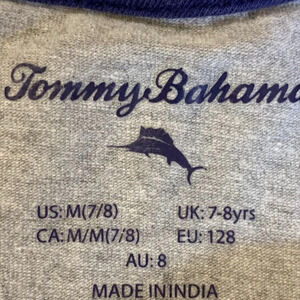 Tommy Bahama
US: M(7/8) UK: 7-8yrs
CA: M/M(7/8) EU: 128
AU: 8
MADE IN INDIA